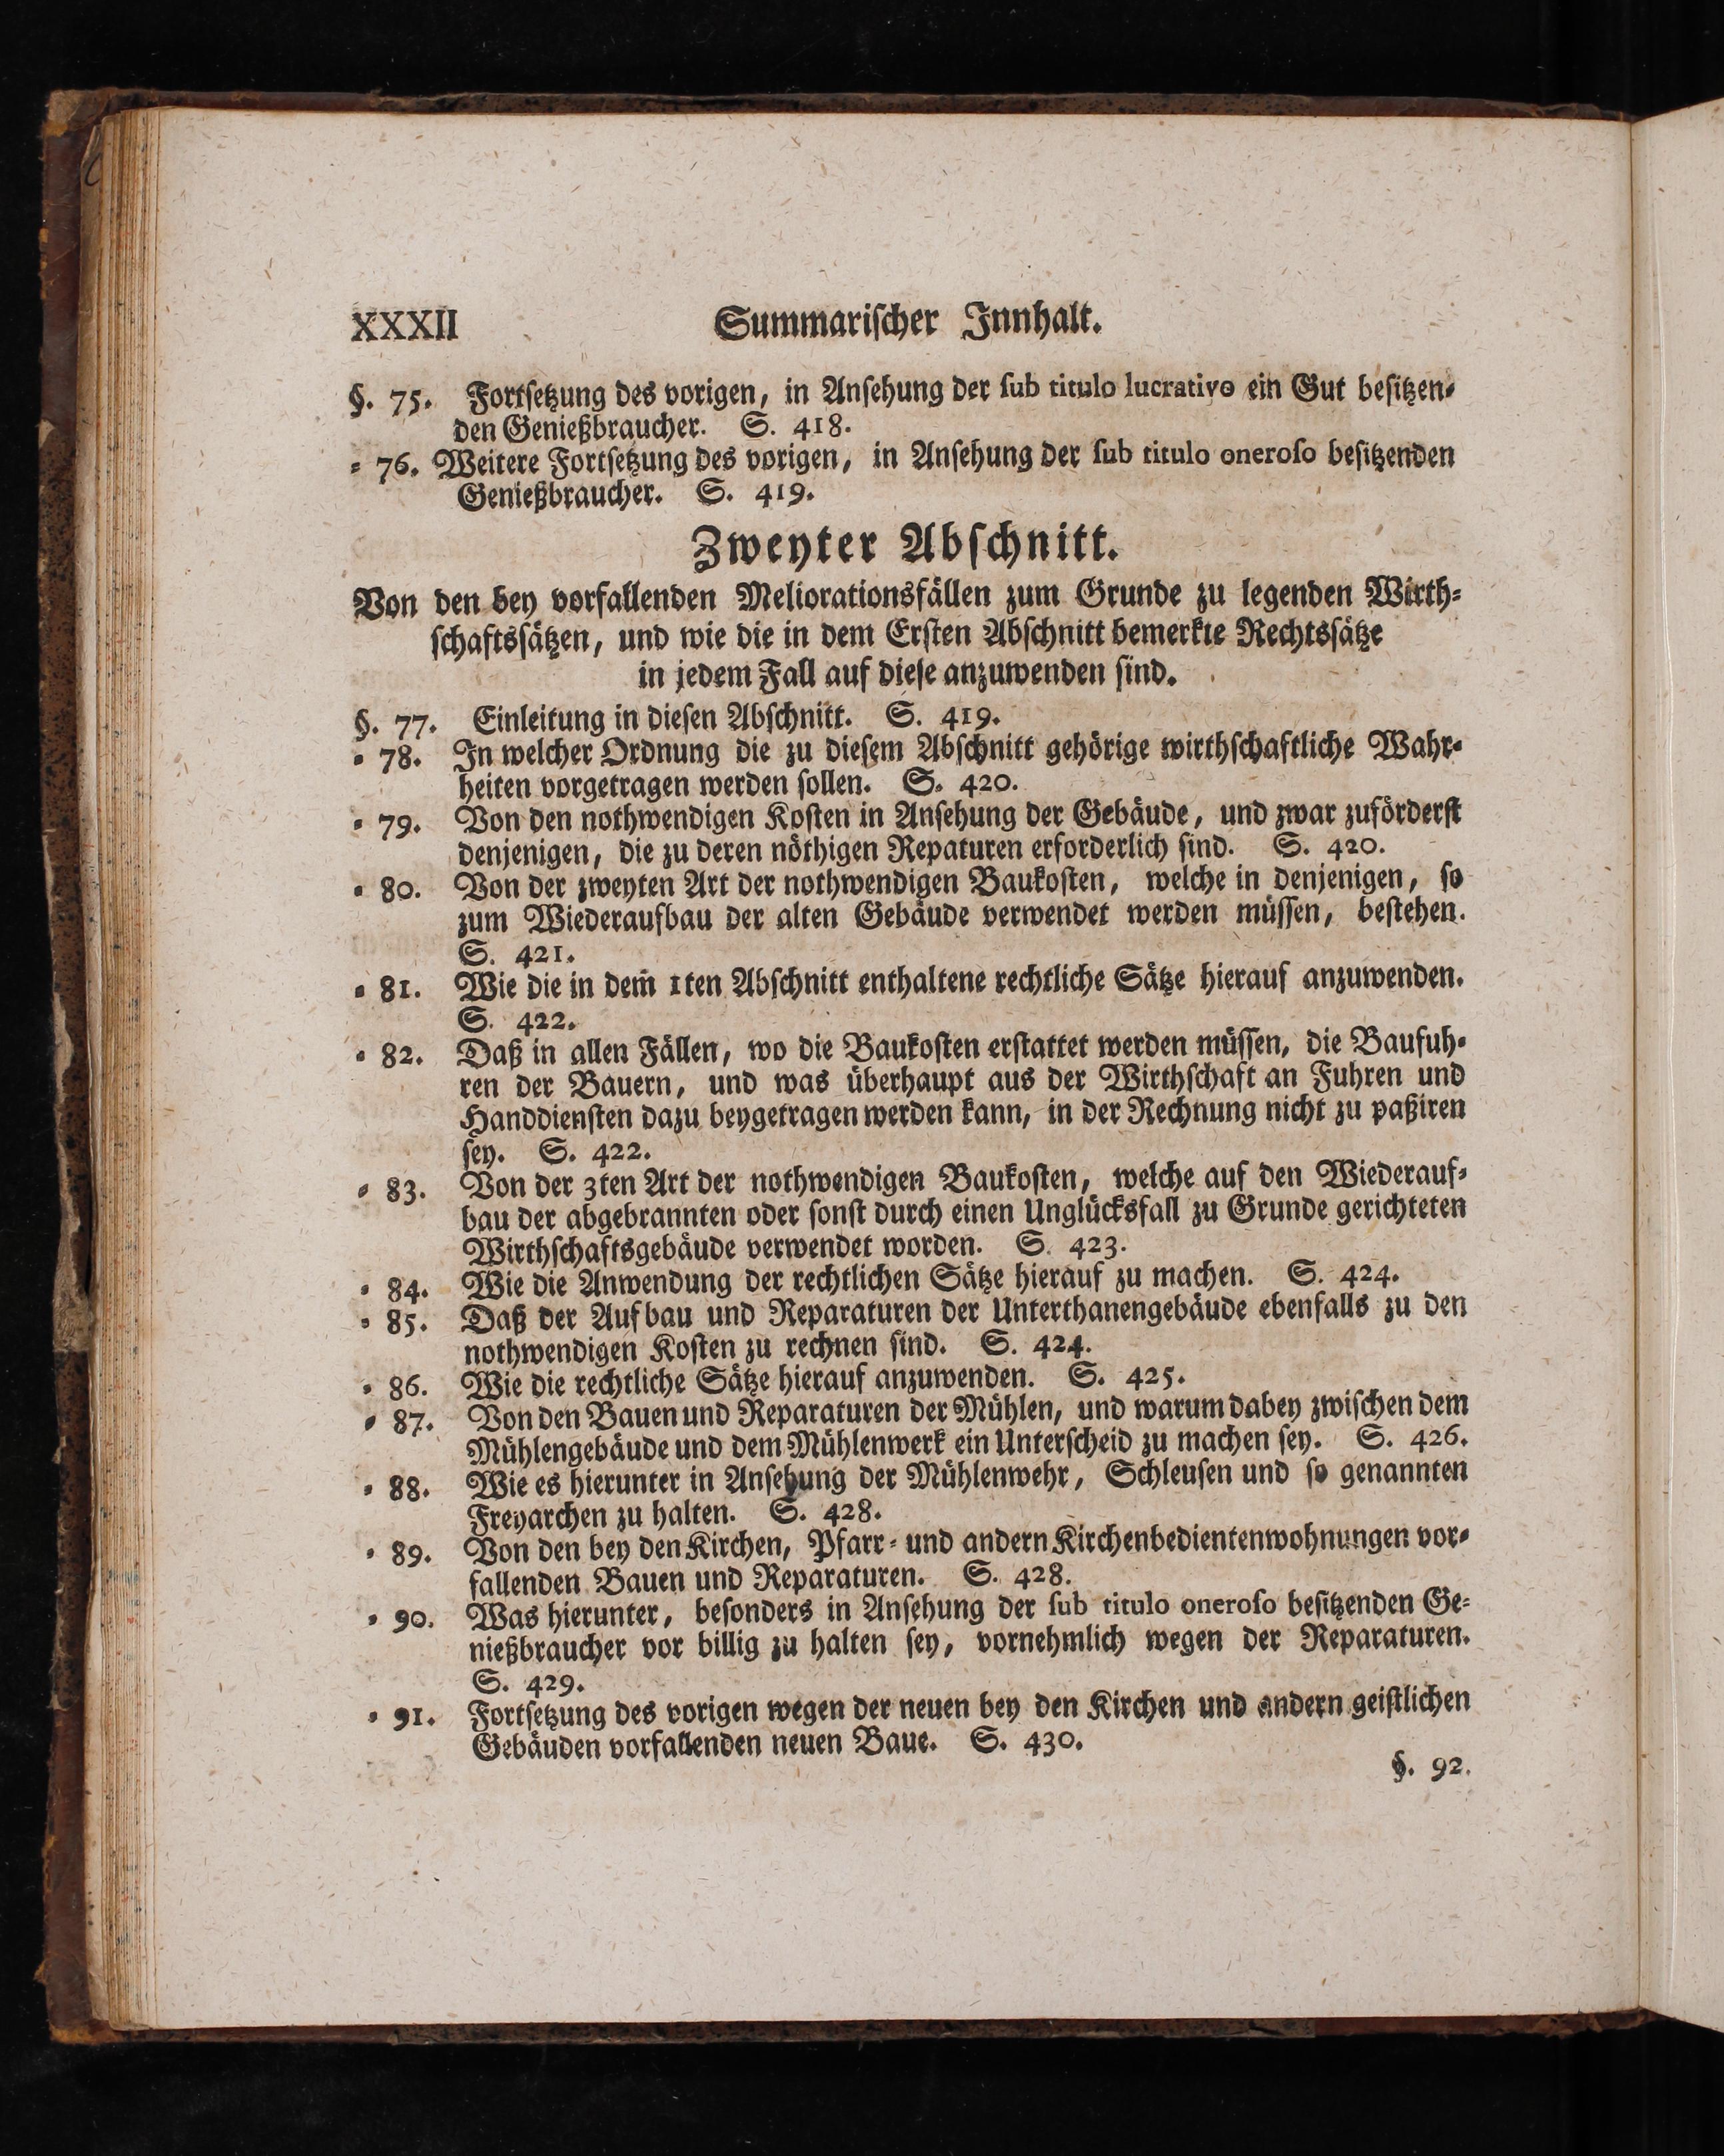 XXXII Summariſcher Innhalt.
§. 75. Fortſetzung des vorigen, in Anſehung der ſub titulo lucrativo ein Gut beſitzen-
den Genießbraucher. S. 418.
= 76. Weitere Fortſetzung des vorigen, in Anſehung der ſub titulo oneroſo beſitzenden
Genießbraucher. S. 419.
Zweyter Abſchnitt.
Von den bey vorfallenden Meliorationsfällen zum Grunde zu legenden Wirth-
ſchaftsſätzen, und wie die in dem Erſten Abſchnitt bemerkte Rechtsſätze
in jedem Fall auf dieſe anzuwenden ſind.
§. 77. Einleitung in dieſen Abſchnitt. S. 419.
= 78. In welcher Ordnung die zu dieſem Abſchnitt gehörige wirthſchaftliche Wahr-
heiten vorgetragen werden ſollen. S. 420.
= 79. Von den nothwendigen Koſten in Anſehung der Gebäude, und zwar zuförderſt
denjenigen, die zu deren nöthigen Reparuren erforderlich ſind. S. 420.
= 80. Von der zweyten Art der nothwendigen Baukoſten, welche in denjenigen, ſo
zum Wiederaufbau der alten Gebäude verwendet werden müſſen, beſtehen.
S. 421.
= 81. Wie die in dem̃ 1ten Abſchnitt enthaltene rechtliche Sätze hierauf anzuwenden.
S. 422.
= 82. Daß in allen Fällen, wo die Baukoſten erſtattet werden müſſen, die Baufuh-
ren der Bauern, und was überhaupt aus der Wirthſchaft an Fuhren und
Handdienſten dazu beygetragen werden kann, in der Rechnung nicht zu paßiren
ſey. S. 422.
= 83. Von der 3ten Art der nothwendigen Baukoſten, welche auf den Wiederauf-
bau der abgebrannten oder ſonſt durch einen Unglücksfall zu Grunde gerichteten
Wirthſchaftsgebäude verwendet worden. S. 423.
= 84. Wie die Anwendung der rechtlichen Sätze hierauf zu machen. S. 424.
= 85. Daß der Aufbau und Reparaturen der Unterthanengebäude ebenfalls zu den
nothwendigen Koſten zu rechnen ſind. S. 424.
= 86. Wie die rechtliche Sätze hierauf anzuwenden. S. 425.
= 87. Von den Bauen und Reparaturen der Mühlen, und warum dabey zwiſchen dem
Mühlengebäude und dem Mühlenwerk ein Unterſcheid zu machen ſey. S. 426.
= 88. Wie es hierunter in Anſehung der Mühlenwehr, Schleuſen und ſo genannten
Freyarchen zu halten. S. 428.
= 89. Von den bey den Kirchen, Pfarr- und andern Kirchenbedientenwohnungen vor-
fallenden Bauen und Reparaturen. S. 428.
= 90. Was hierunter, beſonders in Anſehung der ſub titulo oneroſo beſitzenden Ge-
nießbraucher vor billig zu halten ſey, vornehmlich wegen der Reparaturen.
S. 429.
= 91. Fortſetzung des vorigen wegen der neuen bey den Kirchen und andern geiſtlichen
Gebäuden vorfallenden neuen Baue. S. 430.
§. 92.